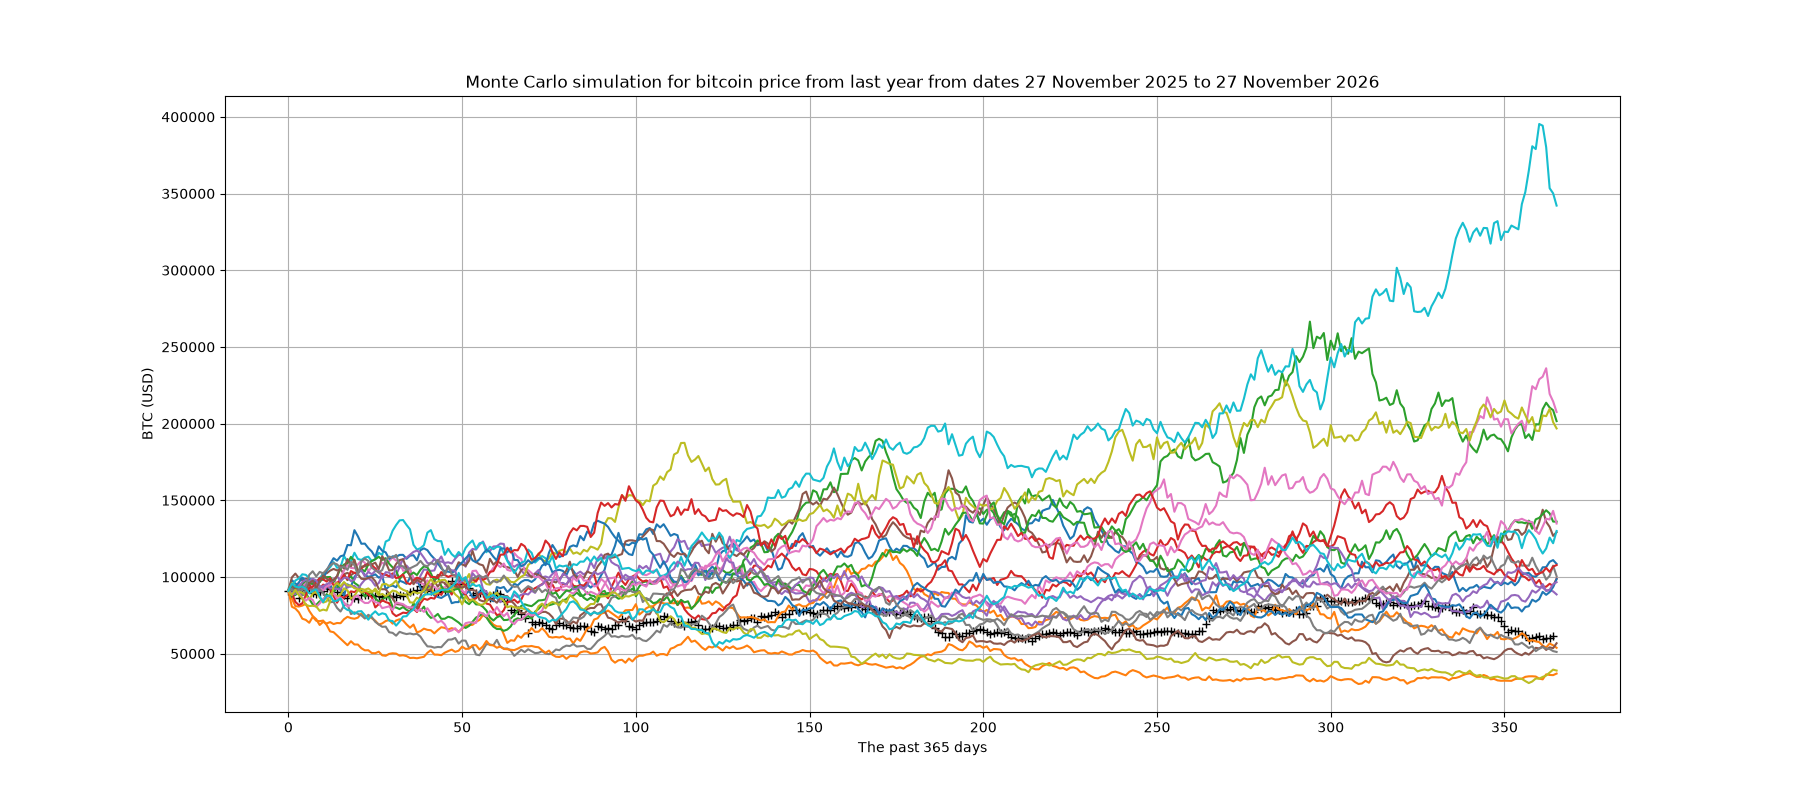 Monte Carlo simulation for bitcoin price from last year from dates 27 November 2025 to 27 November 2026
400000
350000
300000
250000
200000
150000
100000
50000
BTC (USD)
0 50 100 150 200 250 300 350
The past 365 days